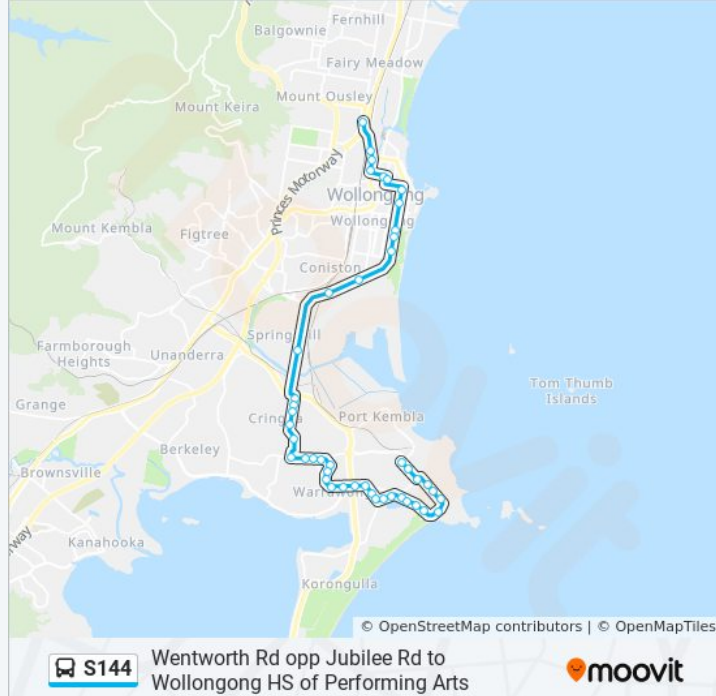 Fernhill
Balgownie
Fairy Meadow
Mount Ousley
Mount Keira
Princes Motorway
Wollongong
Wollongong
Mount Kembla
Figtree
Coniston
Spring Hill
Farmborough
Heights
Unanderra
Tom Thumb
Islands
Grange
Port Kembla
Cringila
Berkeley
Brownsville
Warrawong
way
Kanahooka
Korongulla
© OpenStreetMap contributors | © OpenMapTiles
S144
Wentworth Rd opp Jubilee Rd to
Wollongong HS of Performing Arts
moovit